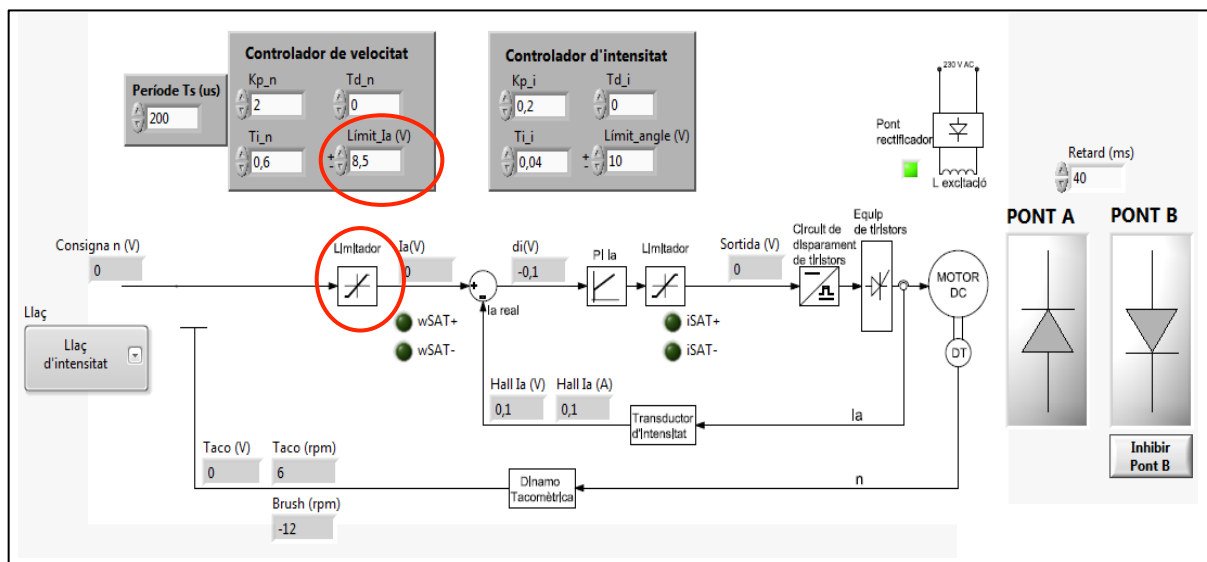 Controlador de velocitat
Kp_n
2
Td_n
0
Ti_n
0,6
Límit_Ia (V)
±
8,5
Període Ts (us)
200
Controlador d'intensitat
Kp_i
0,2
Td_i
0
Ti_i
0,04
Límit_angle (V)
±
10
230 V AC
Pont
rectificador
L excitació
Retard (ms)
40
PONT A
PONT B
Consigna n (V)
0
Limitador
Ia(V)
0
di(V)
-0,1
PI Ia
Limitador
Sortida (V)
0
Circuit de
disparament
de tiristors
Equip
de tiristors
MOTOR
DC
DT
+
-
Ia real
wSAT+
wSAT-
iSAT+
iSAT-
Llaç
Llaç
d'intensitat
Hall Ia (V)
0,1
Hall Ia (A)
0,1
Transductor
d'Intensitat
Ia
Inhibir
Pont B
Taco (V)
0
Taco (rpm)
6
Dinamo
Tacomètrica
n
Brush (rpm)
-12